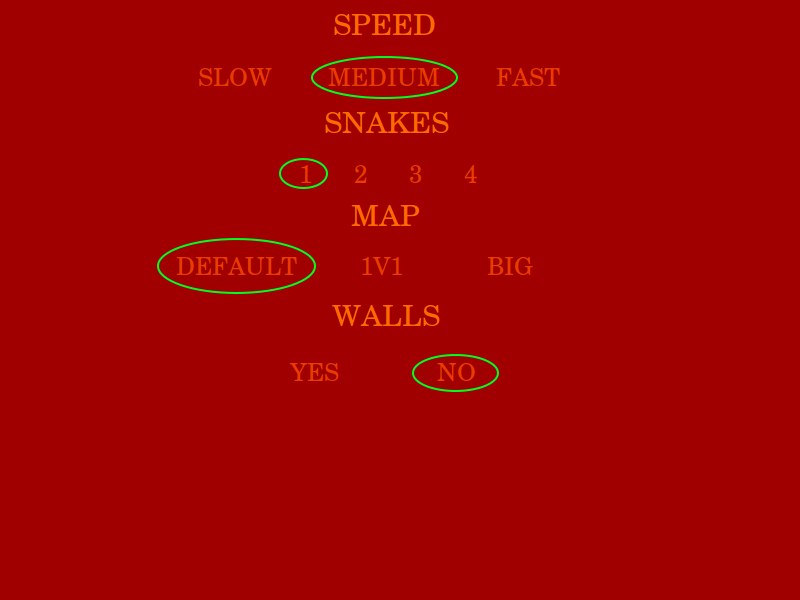 SPEED
SLOW MEDIUM FAST
SNAKES
1 2 3 4
MAP
DEFAULT 1V1 BIG
WALLS
YES NO